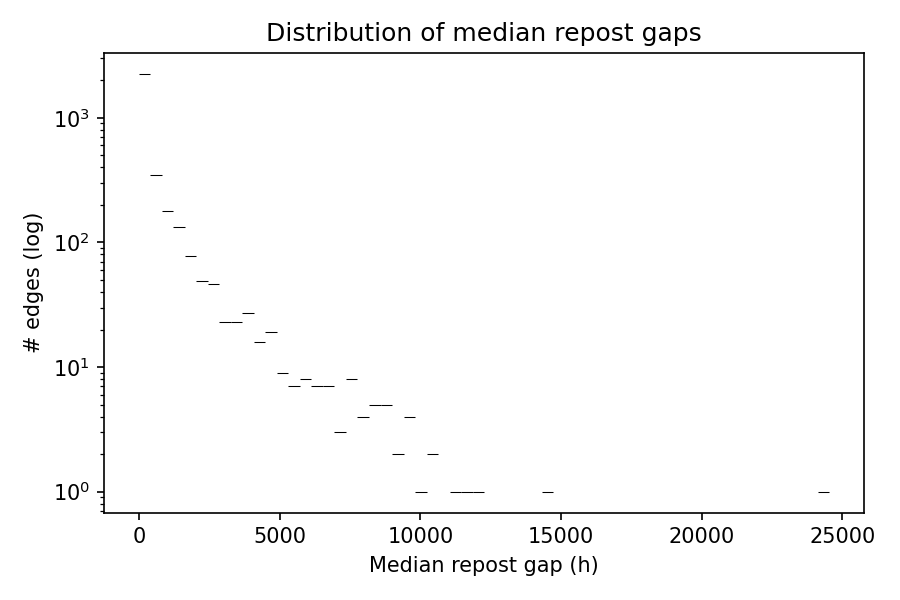 Distribution of median repost gaps
10³
10²
10¹
10⁰
# edges (log)
0 5000 10000 15000 20000 25000
Median repost gap (h)